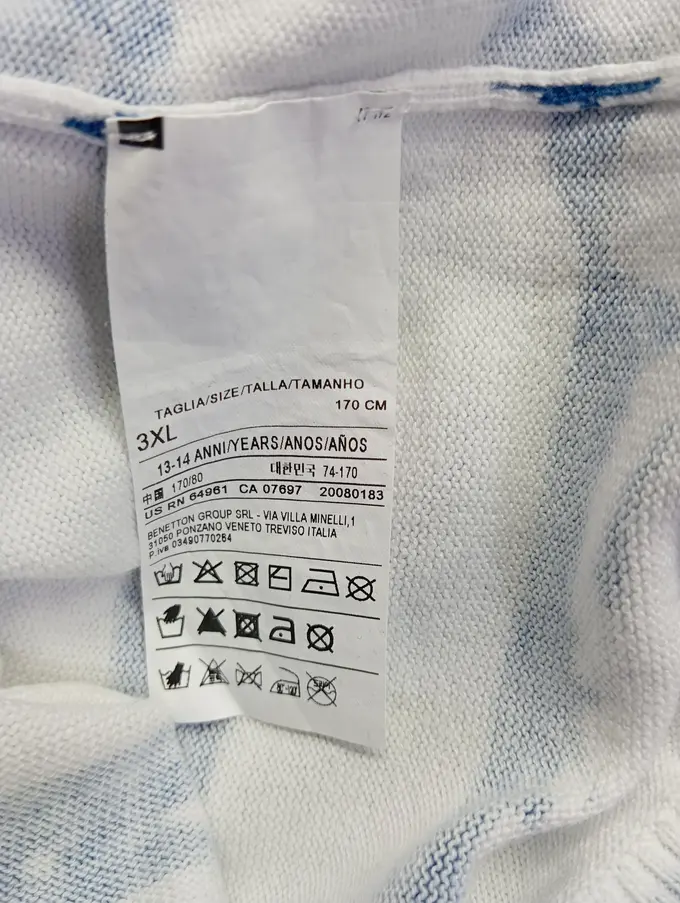 TAGLIA/SIZE/TALLA/TAMANHO
170 CM
3XL
13-14 ANNI/YEARS/ANOS/AÑOS
中国 170/80 대한민국 74-170
US RN 64961 CA 07697 20080183
BENETTON GROUP SRL - VIA VILLA MINELLI,1
31050 PONZANO VENETO TREVISO ITALIA
P.iva 03490770264